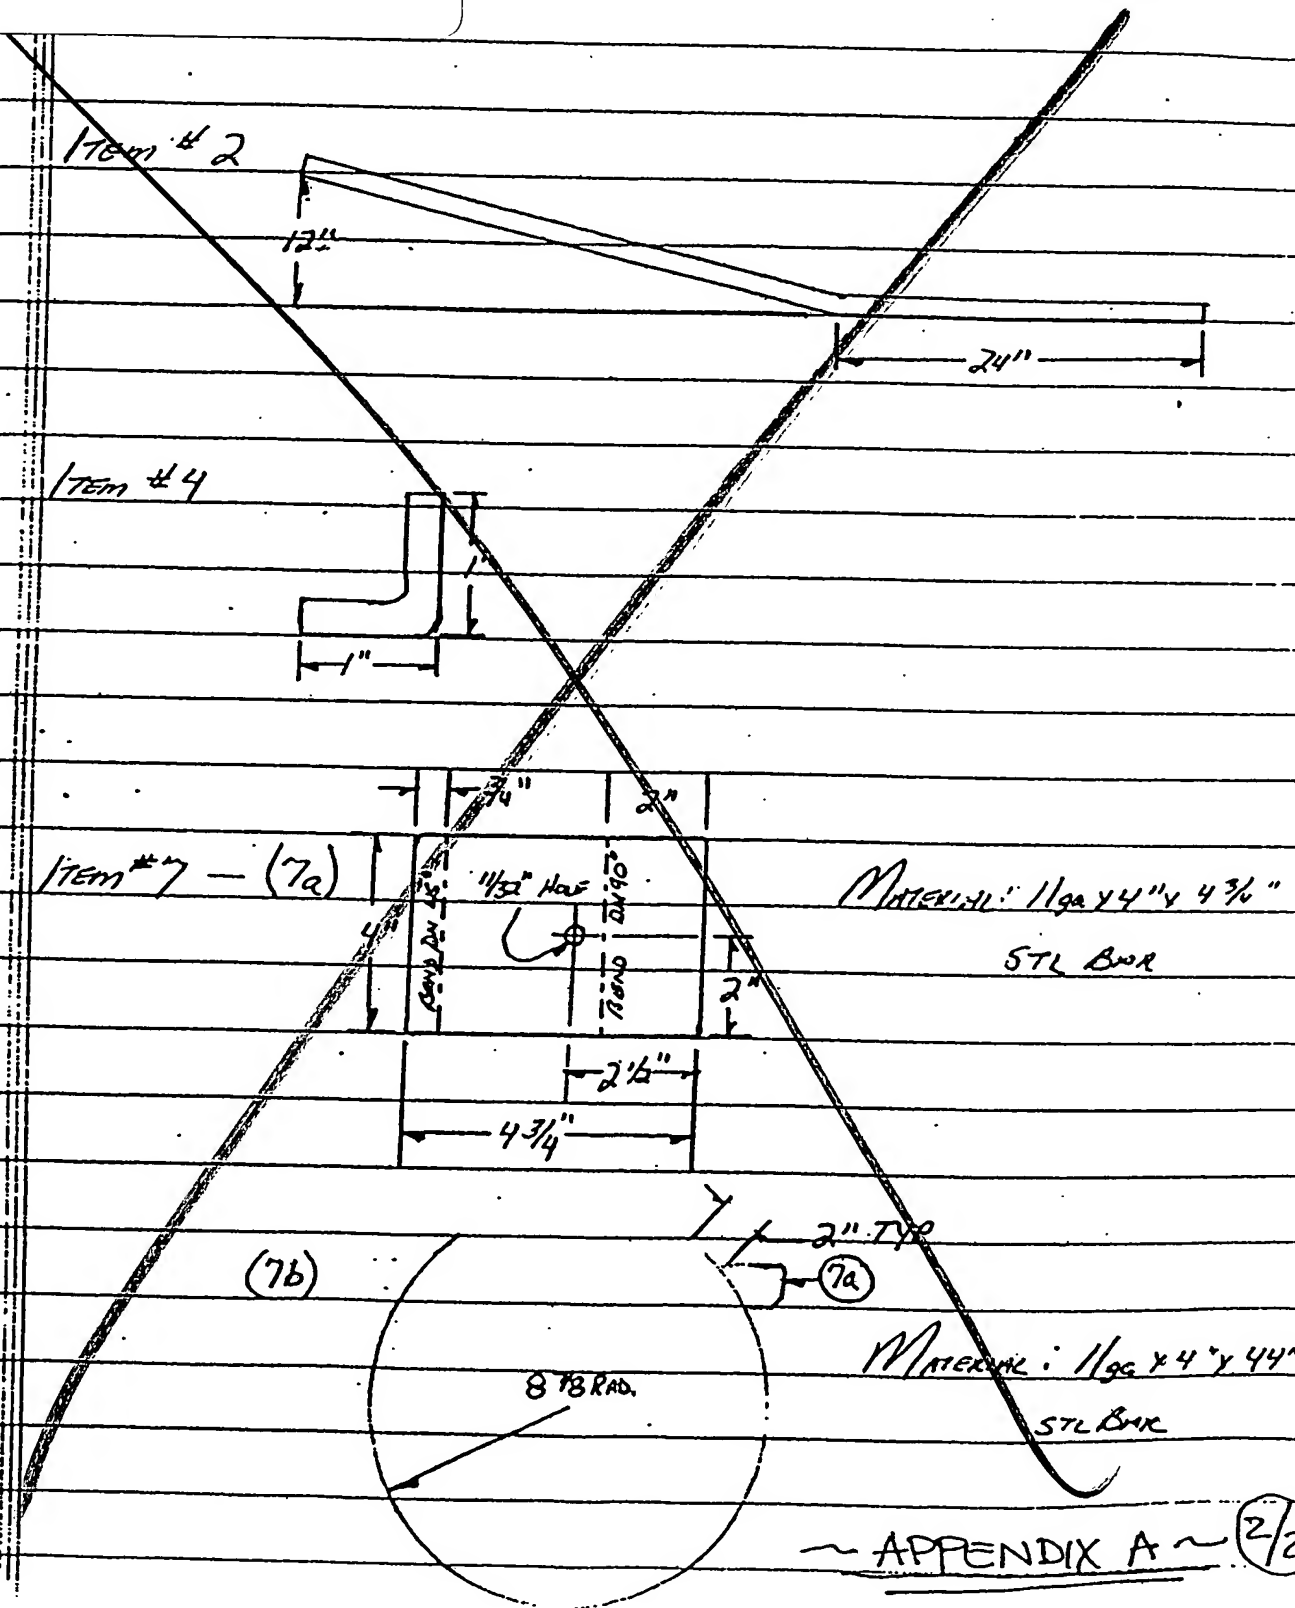 ITEM # 2
12"
24"
ITEM #4
1"
1"
3/4"
2"
ITEM #7 — (7a)
4"
BEND DN 45°
11/32" HOLE
BEND DN 90°
2"
MATERIAL: 11ga x 4" x 4 3/4"
STL BAR
2 1/2"
4 3/4"
2" TYP
(7b)
7a
8 7/8 RAD.
MATERIAL: 11ga x 4" x 44"
STL BAR
~ APPENDIX A ~ 2/2